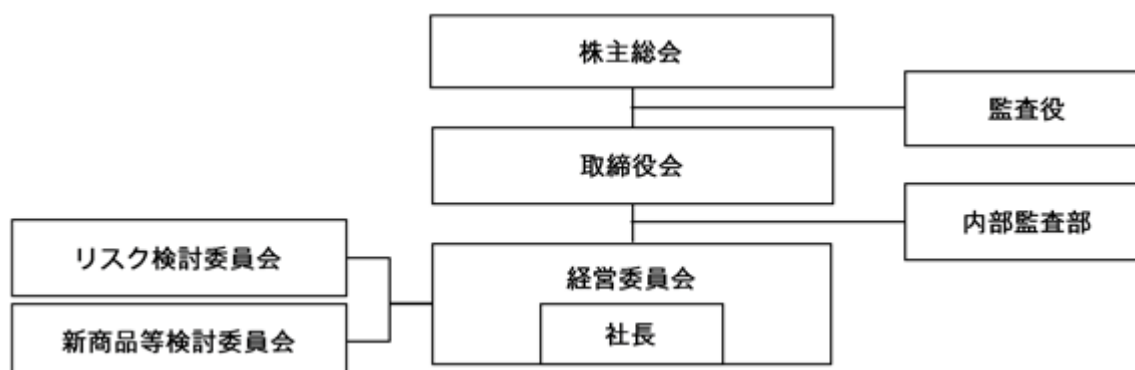 株主総会
監査役
取締役会
内部監査部
リスク検討委員会
経営委員会
社長
新商品等検討委員会